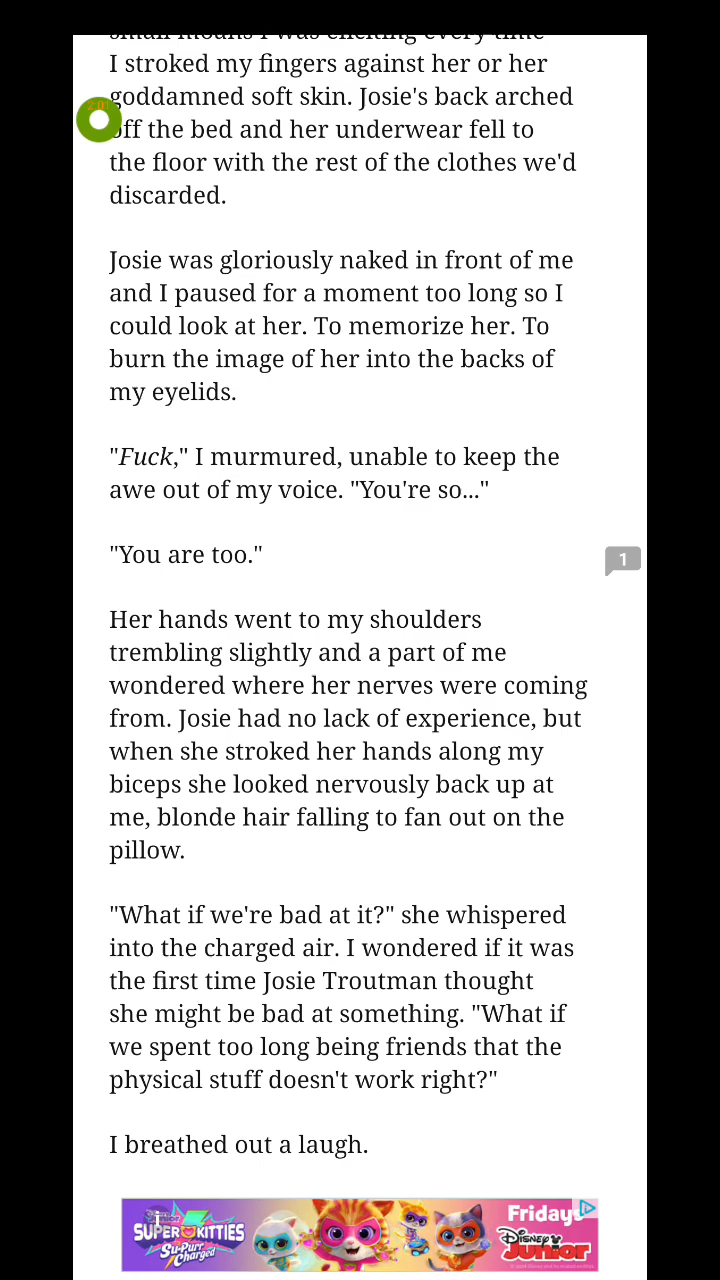 small moans I was eliciting every time
I stroked my fingers against her or her
goddamned soft skin. Josie's back arched
off the bed and her underwear fell to
the floor with the rest of the clothes we'd
discarded.
Josie was gloriously naked in front of me
and I paused for a moment too long so I
could look at her. To memorize her. To
burn the image of her into the backs of
my eyelids.
"Fuck," I murmured, unable to keep the
awe out of my voice. "You're so..."
"You are too."
1
Her hands went to my shoulders
trembling slightly and a part of me
wondered where her nerves were coming
from. Josie had no lack of experience, but
when she stroked her hands along my
biceps she looked nervously back up at
me, blonde hair falling to fan out on the
pillow.
"What if we're bad at it?" she whispered
into the charged air. I wondered if it was
the first time Josie Troutman thought
she might be bad at something. "What if
we spent too long being friends that the
physical stuff doesn't work right?"
I breathed out a laugh.
SUPER KITTIES
Su-Purr
Charged
Fridays
Disney
Junior